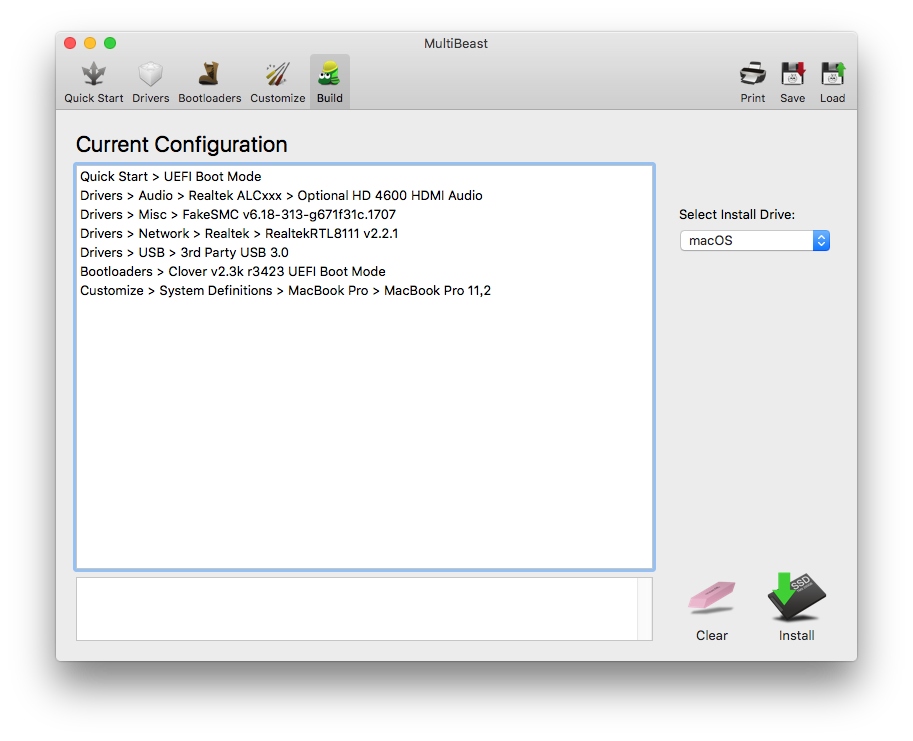 MultiBeast
Quick Start Drivers Bootloaders Customize Build Print Save Load
Current Configuration
Quick Start > UEFI Boot Mode
Drivers > Audio > Realtek ALCxxx > Optional HD 4600 HDMI Audio
Drivers > Misc > FakeSMC v6.18-313-g671f31c.1707
Drivers > Network > Realtek > RealtekRTL8111 v2.2.1
Drivers > USB > 3rd Party USB 3.0
Bootloaders > Clover v2.3k r3423 UEFI Boot Mode
Customize > System Definitions > MacBook Pro > MacBook Pro 11,2
Select Install Drive:
macOS
SSD
Clear Install